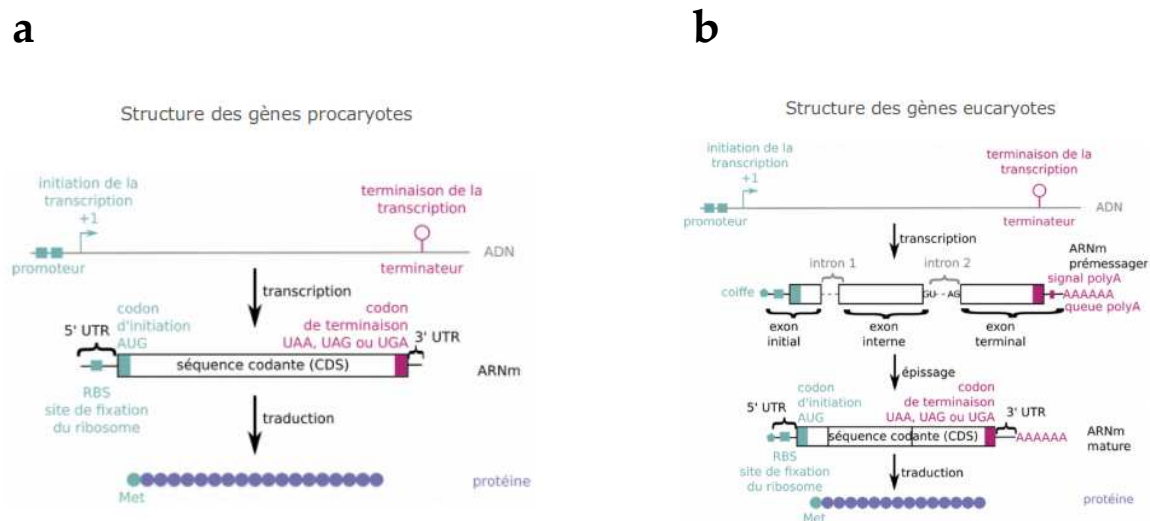 a
Structure des gènes procaryotes
initiation de la
transcription
+1
terminaison de la
transcription
ADN
promoteur
terminateur
transcription
5' UTR
codon
d'initiation
AUG
codon
de terminaison
UAA, UAG ou UGA
3' UTR
séquence codante (CDS)
ARNm
RBS
site de fixation
du ribosome
traduction
protéine
Met
b
Structure des gènes eucaryotes
initiation de la
transcription
+1
terminaison de la
transcription
ADN
promoteur
terminateur
transcription
ARNm
prémessager
intron 1
intron 2
signal polyA
coiffe
GU
AG
AAAAAA
queue polyA
exon
initial
exon
interne
exon
terminal
épissage
5' UTR
codon
d'initiation
AUG
codon
de terminaison
UAA, UAG ou UGA
3' UTR
séquence codante (CDS)
AAAAAA
ARNm
mature
RBS
site de fixation
du ribosome
traduction
protéine
Met